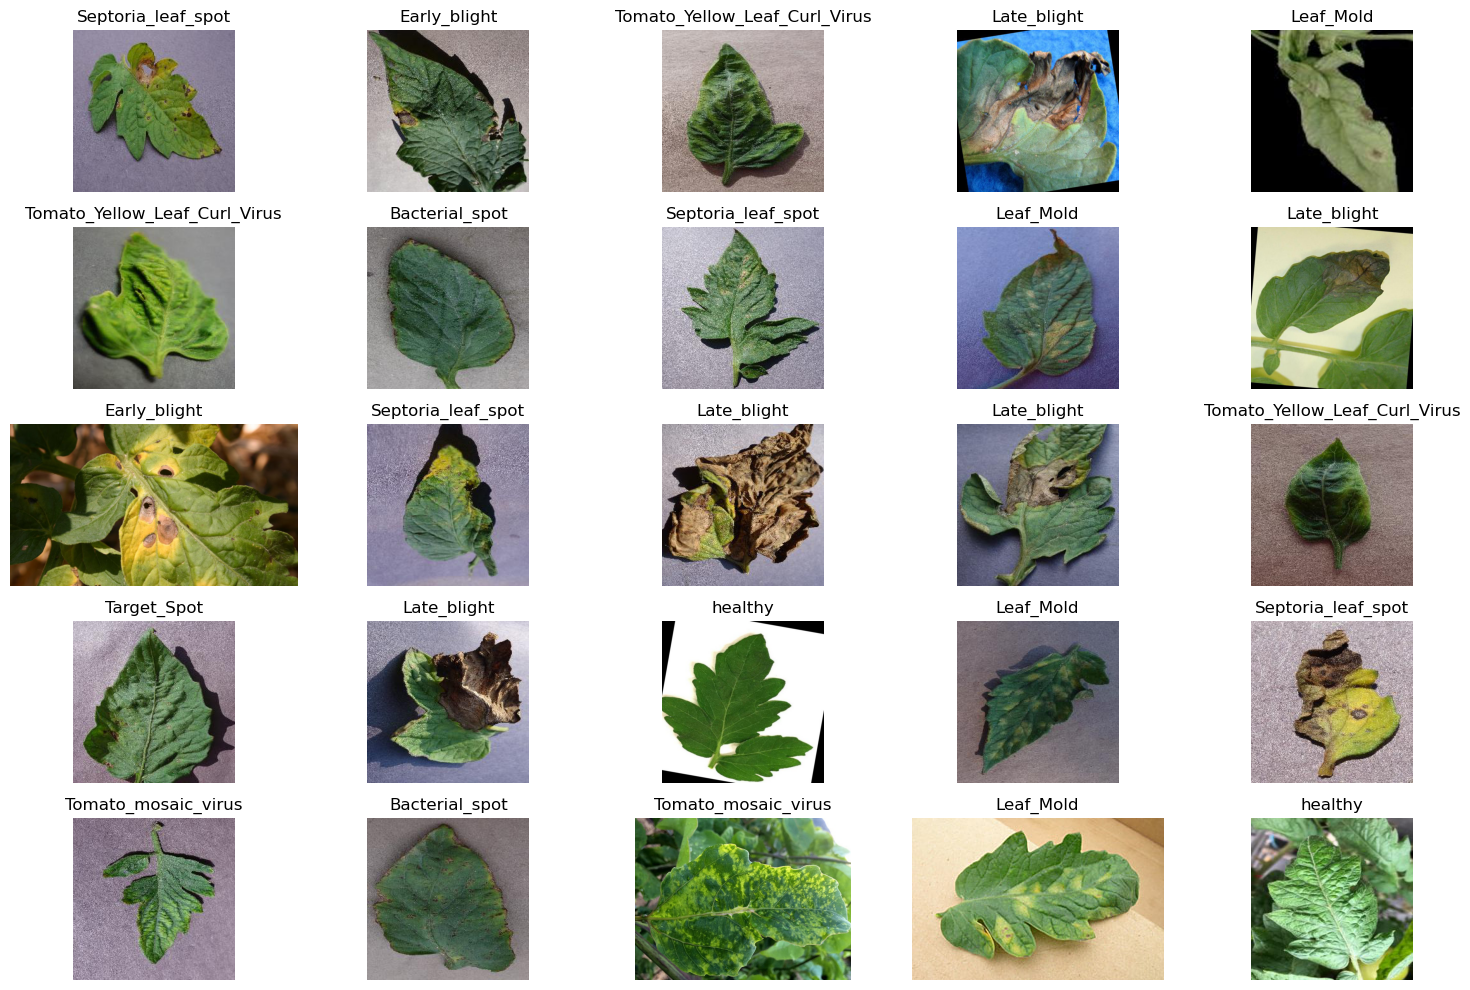 Septoria_leaf_spot
Early_blight
Tomato_Yellow_Leaf_Curl_Virus
Late_blight
Leaf_Mold
Tomato_Yellow_Leaf_Curl_Virus
Bacterial_spot
Septoria_leaf_spot
Leaf_Mold
Late_blight
Early_blight
Septoria_leaf_spot
Late_blight
Late_blight
Tomato_Yellow_Leaf_Curl_Virus
Target_Spot
Late_blight
healthy
Leaf_Mold
Septoria_leaf_spot
Tomato_mosaic_virus
Bacterial_spot
Tomato_mosaic_virus
Leaf_Mold
healthy